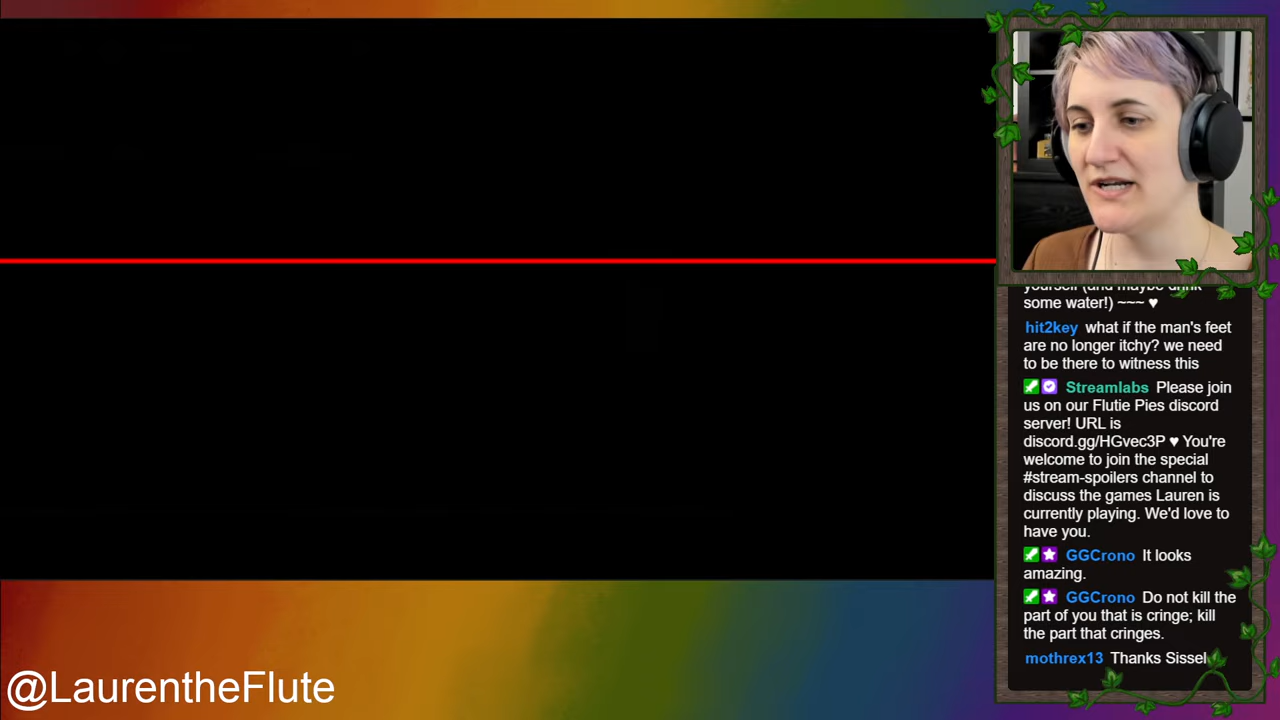 yourself (and maybe drink
some water!) ~~~ ♥
hit2key what if the man's feet
are no longer itchy? we need
to be there to witness this
Streamlabs Please join
us on our Flutie Pies discord
server! URL is
discord.gg/HGvec3P ♥ You're
welcome to join the special
#stream-spoilers channel to
discuss the games Lauren is
currently playing. We'd love to
have you.
GGCrono It looks
amazing.
GGCrono Do not kill the
part of you that is cringe; kill
the part that cringes.
mothrex13 Thanks Sissel
@LaurentheFlute